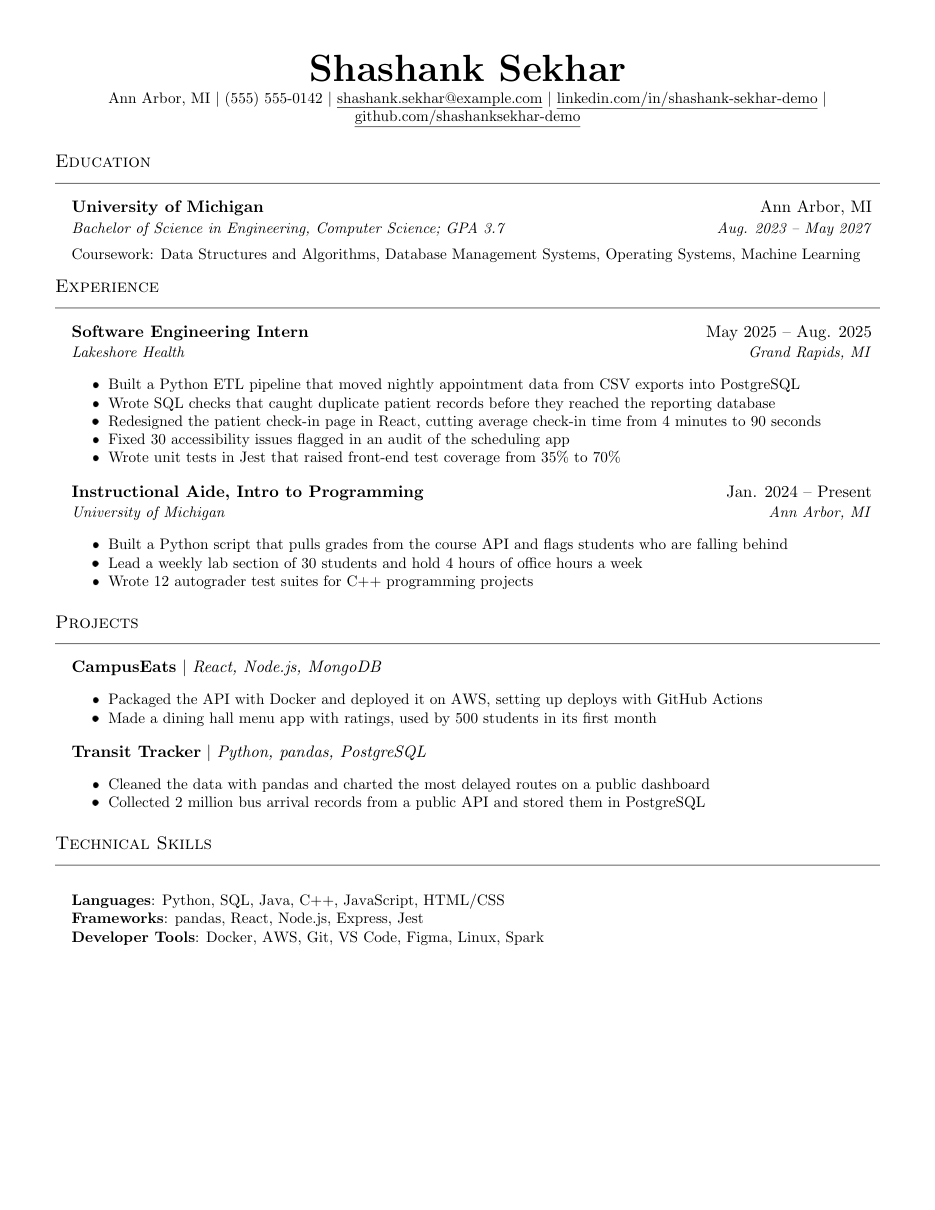 Shashank Sekhar
Ann Arbor, MI | (555) 555-0142 | shashank.sekhar@example.com | linkedin.com/in/shashank-sekhar-demo |
github.com/shashanksekhar-demo
Education
University of Michigan Ann Arbor, MI
Bachelor of Science in Engineering, Computer Science; GPA 3.7 Aug. 2023 – May 2027
Coursework: Data Structures and Algorithms, Database Management Systems, Operating Systems, Machine Learning
Experience
Software Engineering Intern May 2025 – Aug. 2025
Lakeshore Health Grand Rapids, MI
• Built a Python ETL pipeline that moved nightly appointment data from CSV exports into PostgreSQL
• Wrote SQL checks that caught duplicate patient records before they reached the reporting database
• Redesigned the patient check-in page in React, cutting average check-in time from 4 minutes to 90 seconds
• Fixed 30 accessibility issues flagged in an audit of the scheduling app
• Wrote unit tests in Jest that raised front-end test coverage from 35% to 70%
Instructional Aide, Intro to Programming Jan. 2024 – Present
University of Michigan Ann Arbor, MI
• Built a Python script that pulls grades from the course API and flags students who are falling behind
• Lead a weekly lab section of 30 students and hold 4 hours of office hours a week
• Wrote 12 autograder test suites for C++ programming projects
Projects
CampusEats | React, Node.js, MongoDB
• Packaged the API with Docker and deployed it on AWS, setting up deploys with GitHub Actions
• Made a dining hall menu app with ratings, used by 500 students in its first month
Transit Tracker | Python, pandas, PostgreSQL
• Cleaned the data with pandas and charted the most delayed routes on a public dashboard
• Collected 2 million bus arrival records from a public API and stored them in PostgreSQL
Technical Skills
Languages: Python, SQL, Java, C++, JavaScript, HTML/CSS
Frameworks: pandas, React, Node.js, Express, Jest
Developer Tools: Docker, AWS, Git, VS Code, Figma, Linux, Spark